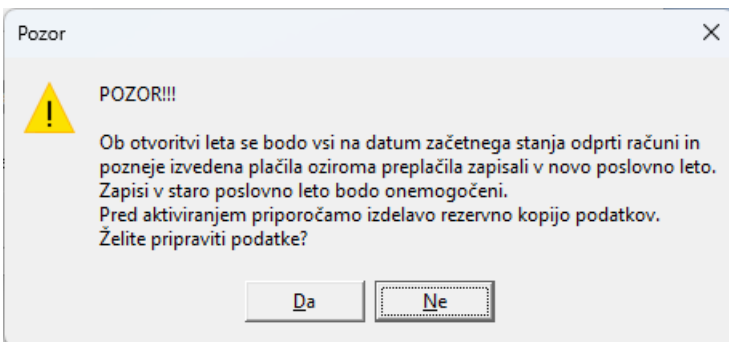 Pozor
POZOR!!!
Ob otvoritvi leta se bodo vsi na datum začetnega stanja odprti računi in
pozneje izvedena plačila oziroma preplačila zapisali v novo poslovno leto.
Zapisi v staro poslovno leto bodo onemogočeni.
Pred aktiviranjem priporočamo izdelavo rezervno kopijo podatkov.
Želite pripraviti podatke?
Da
Ne